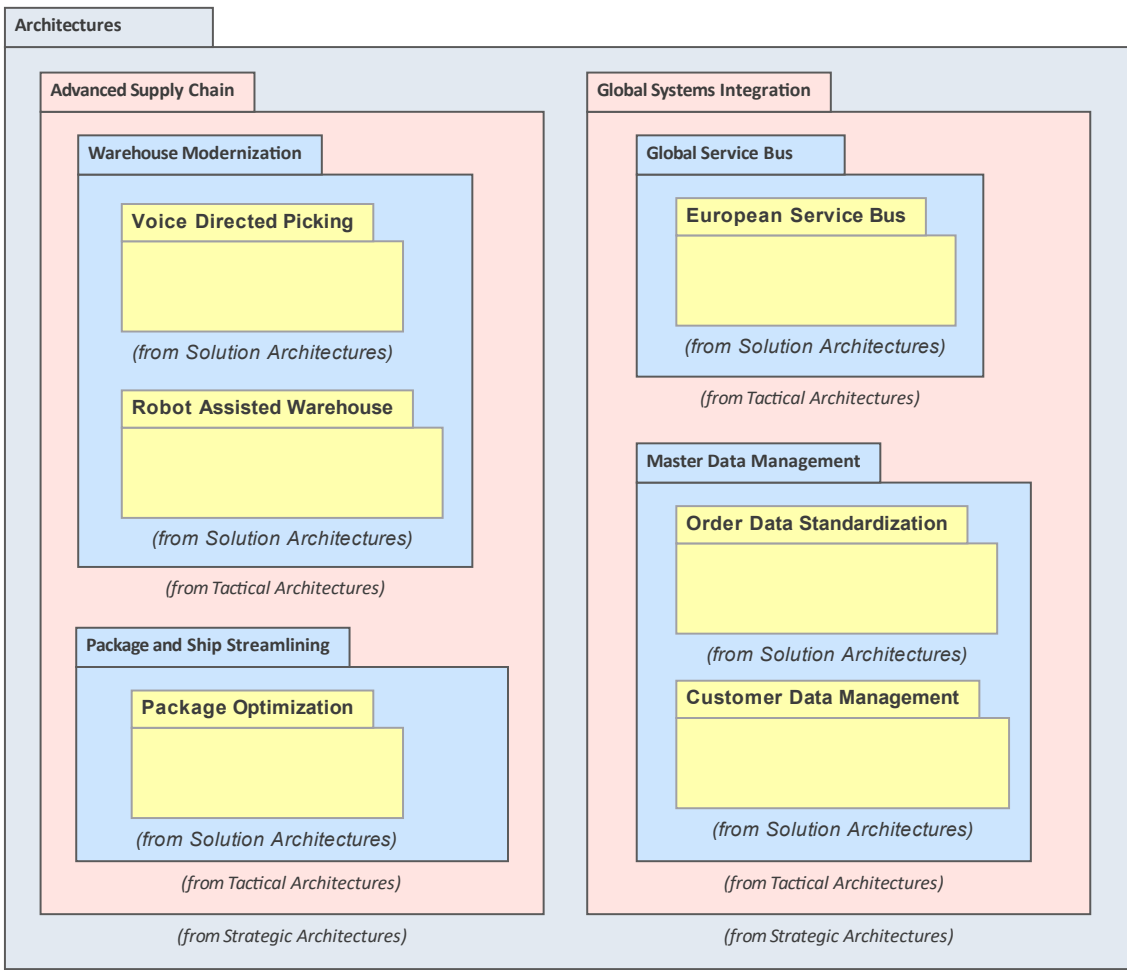 Architectures
Advanced Supply Chain
Warehouse Modernization
Voice Directed Picking
(from Solution Architectures)
Robot Assisted Warehouse
(from Solution Architectures)
(from Tactical Architectures)
Package and Ship Streamlining
Package Optimization
(from Solution Architectures)
(from Tactical Architectures)
(from Strategic Architectures)
Global Systems Integration
Global Service Bus
European Service Bus
(from Solution Architectures)
(from Tactical Architectures)
Master Data Management
Order Data Standardization
(from Solution Architectures)
Customer Data Management
(from Solution Architectures)
(from Tactical Architectures)
(from Strategic Architectures)